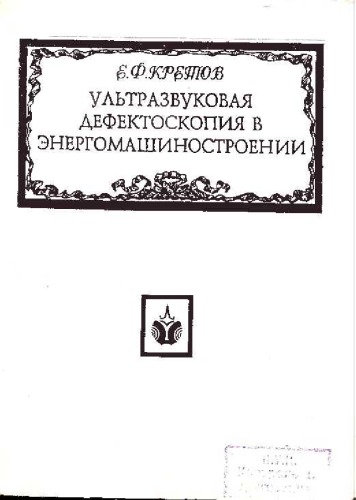 Е.Ф.КРЕТОВ
УЛЬТРАЗВУКОВАЯ
ДЕФЕКТОСКОПИЯ В
ЭНЕРГОМАШИНОСТРОЕНИИ